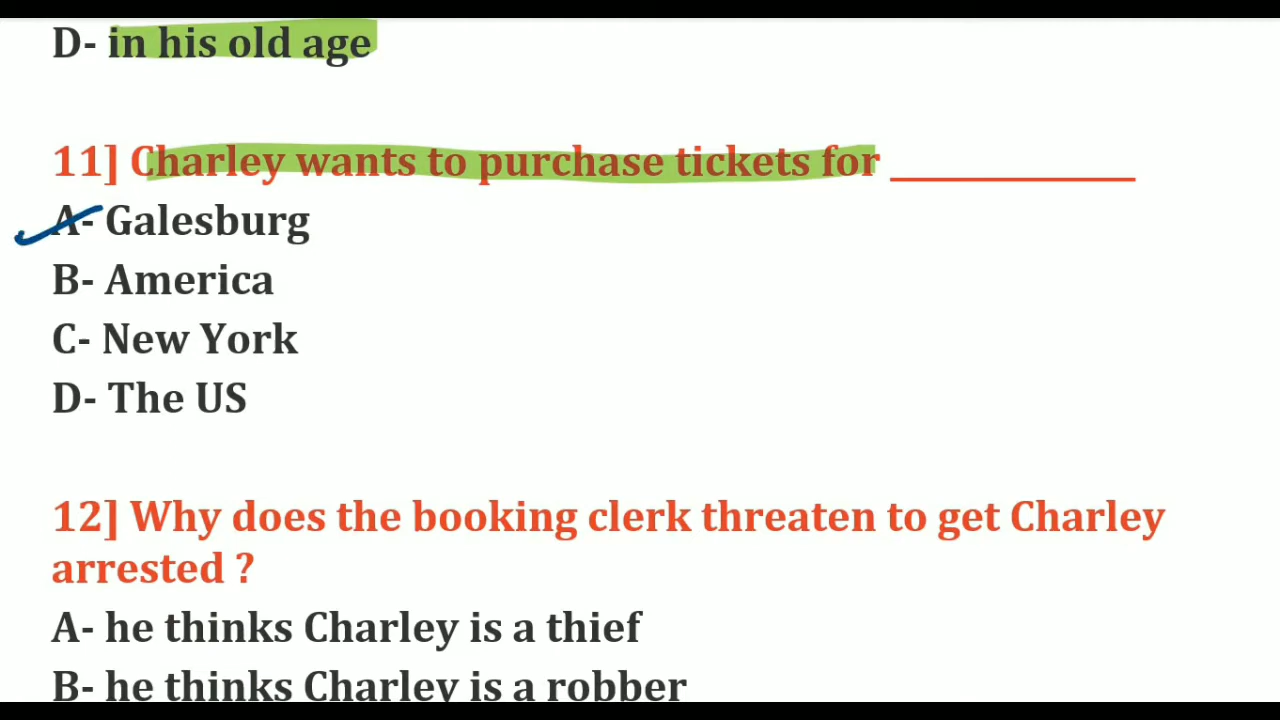 D- in his old age
11] Charley wants to purchase tickets for ____________
A- Galesburg
B- America
C- New York
D- The US
12] Why does the booking clerk threaten to get Charley
arrested ?
A- he thinks Charley is a thief
B- he thinks Charley is a robber